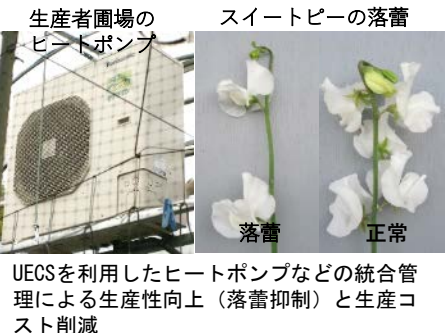 生産者圃場の
ヒートポンプ
スイートピーの落蕾
落蕾
正常
UECSを利用したヒートポンプなどの統合管
理による生産性向上（落蕾抑制）と生産コ
スト削減